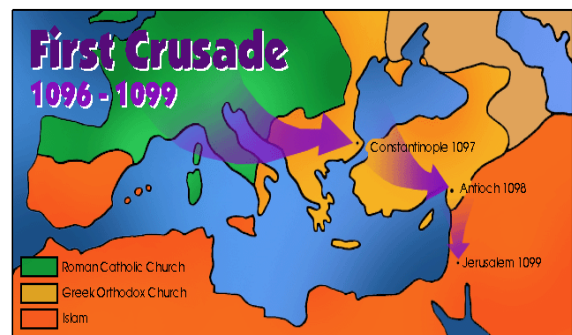 First Crusade
1096 - 1099
Constantinople 1097
Antioch 1098
Jerusalem 1099
Roman Catholic Church
Greek Orthodox Church
Islam